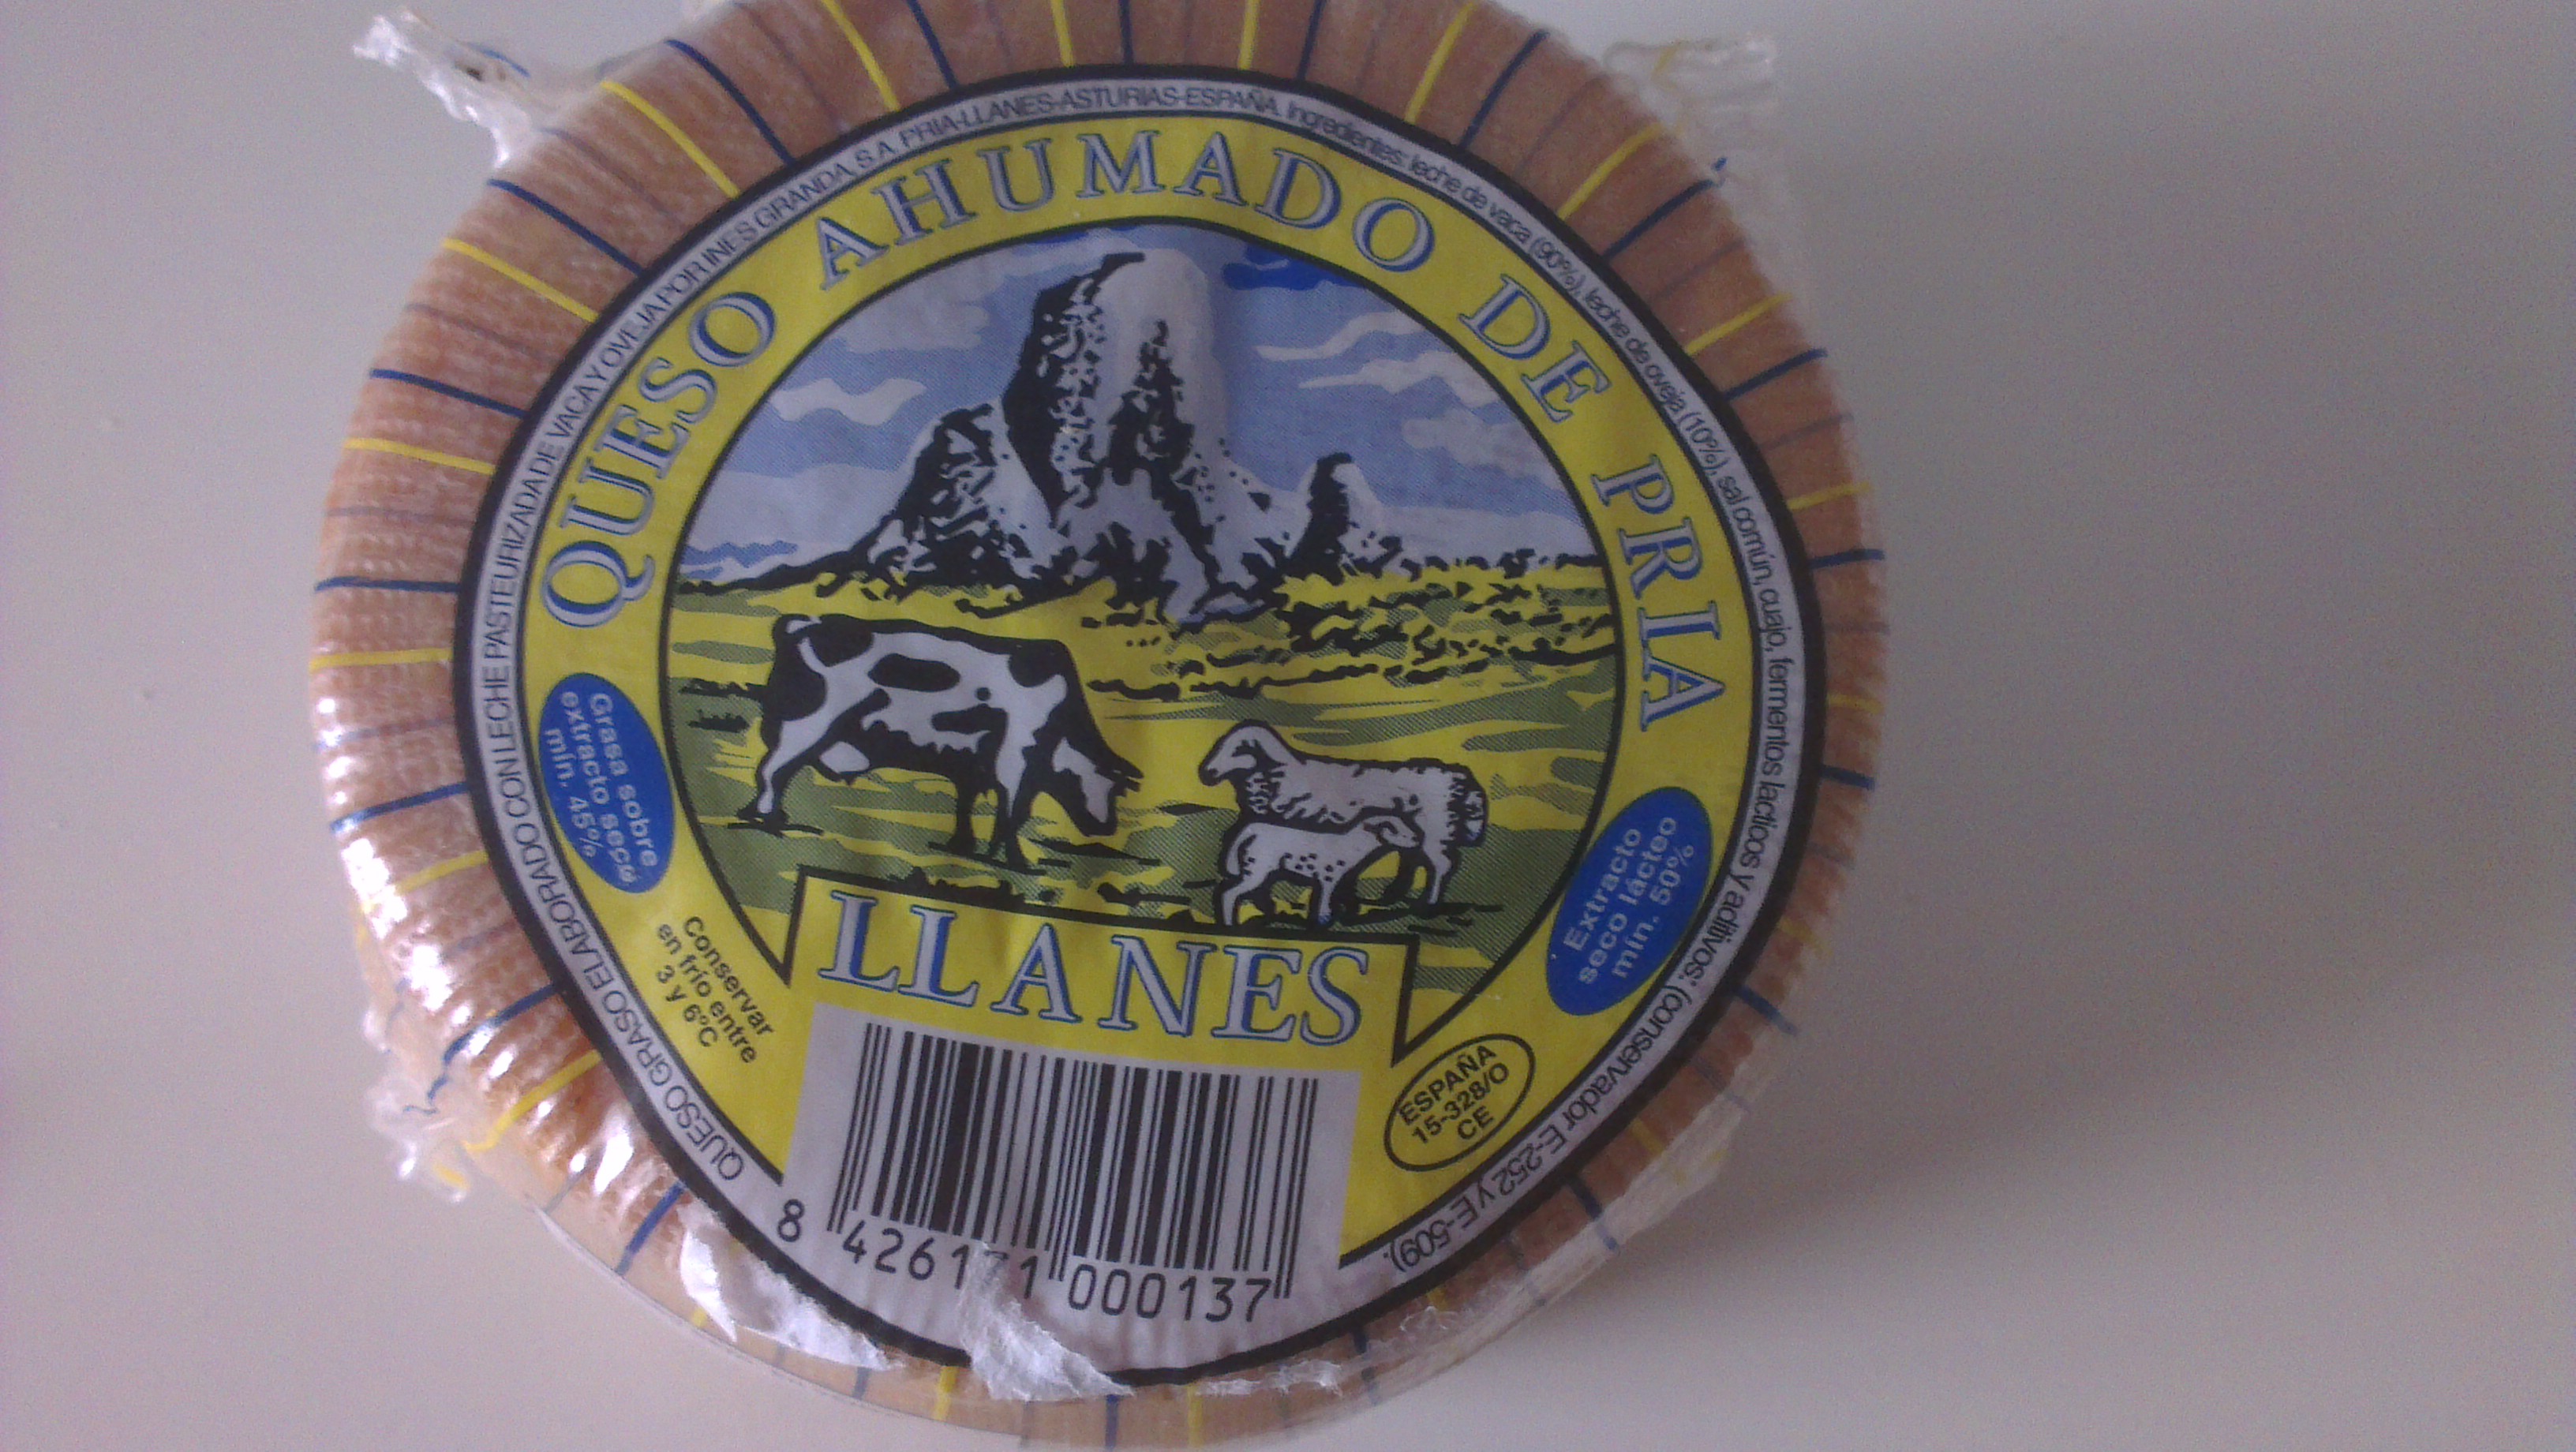 QUESO GRASO ELABORADO CON LECHE PASTEURIZADA DE VACA Y OVEJA POR INES GRANDA, S.A. PRIA-LLANES-ASTURIAS-ESPAÑA. Ingredientes: leche de vaca (90%), leche de oveja (10%), sal común, cuajo, fermentos lacticos y aditivos: (conservador E-252 y E-509).
QUESO AHUMADO DE PRIA
Grasa sobre
extracto seco
mín. 45%
Extracto
seco lácteo
mín. 50%
LLANES
Conservar
en frío entre
3 y 6ºC
ESPAÑA
15-328/O
CE
8 426171 000137